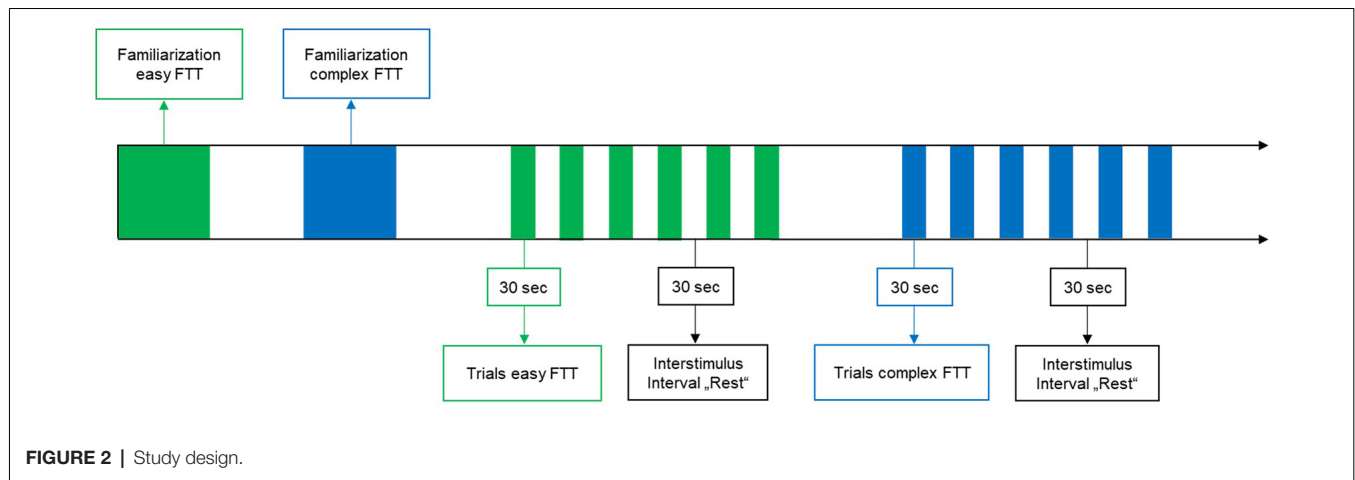 Familiarization
easy FTT
Familiarization
complex FTT
30 sec
30 sec
30 sec
30 sec
Trials easy FTT
Interstimulus
Interval „Rest“
Trials complex FTT
Interstimulus
Interval „Rest“
FIGURE 2 | Study design.